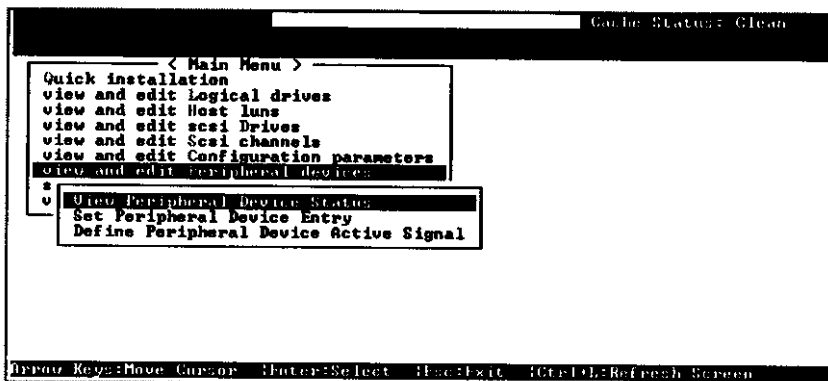 Cache Status: Clean
< Main Menu >
Quick installation
view and edit Logical drives
view and edit Host luns
view and edit scsi Drives
view and edit Scsi channels
view and edit Configuration parameters
view and edit Peripheral devices
s
v
View Peripheral Device Status
Set Peripheral Device Entry
Define Peripheral Device Active Signal
Arrow Keys:Move Cursor |Enter:Select |Esc:Exit |Ctrl+L:Refresh Screen